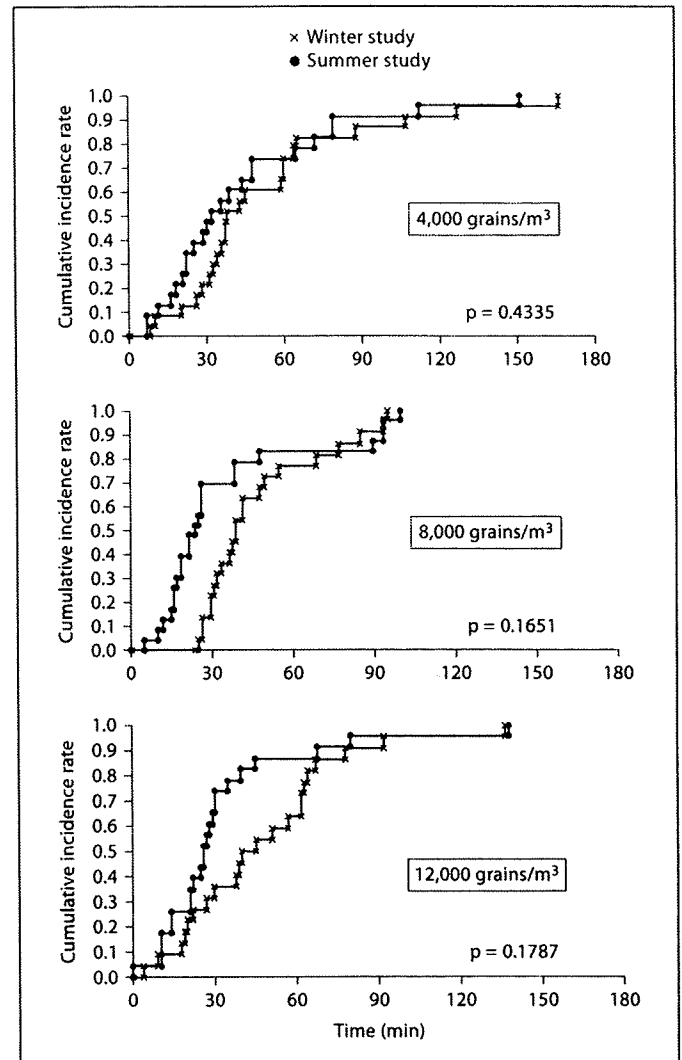 × Winter study
● Summer study
Cumulative incidence rate
1.0
0.9
0.8
0.7
0.6
0.5
0.4
0.3
0.2
0.1
0.0
4,000 grains/m³
p = 0.4335
0 30 60 90 120 150 180
Cumulative incidence rate
1.0
0.9
0.8
0.7
0.6
0.5
0.4
0.3
0.2
0.1
0.0
8,000 grains/m³
p = 0.1651
0 30 60 90 120 150 180
Cumulative incidence rate
1.0
0.9
0.8
0.7
0.6
0.5
0.4
0.3
0.2
0.1
0.0
12,000 grains/m³
p = 0.1787
0 30 60 90 120 150 180
Time (min)